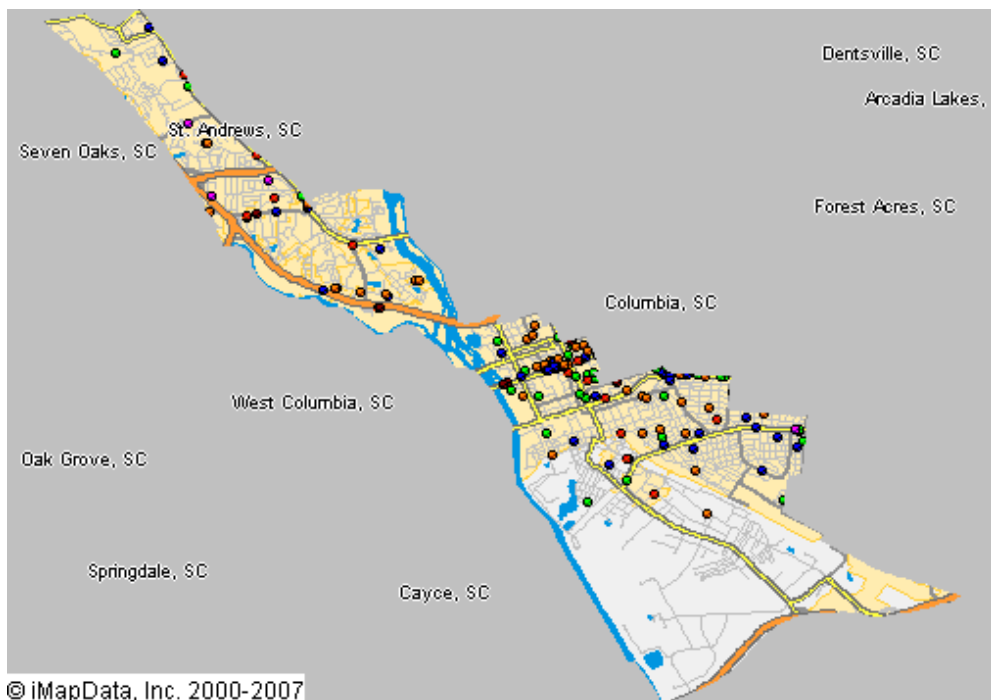 Dentsville, SC
Arcadia Lakes,
St. Andrews, SC
Seven Oaks, SC
Forest Acres, SC
Columbia, SC
West Columbia, SC
Oak Grove, SC
Springdale, SC
Cayce, SC
© iMapData, Inc. 2000-2007